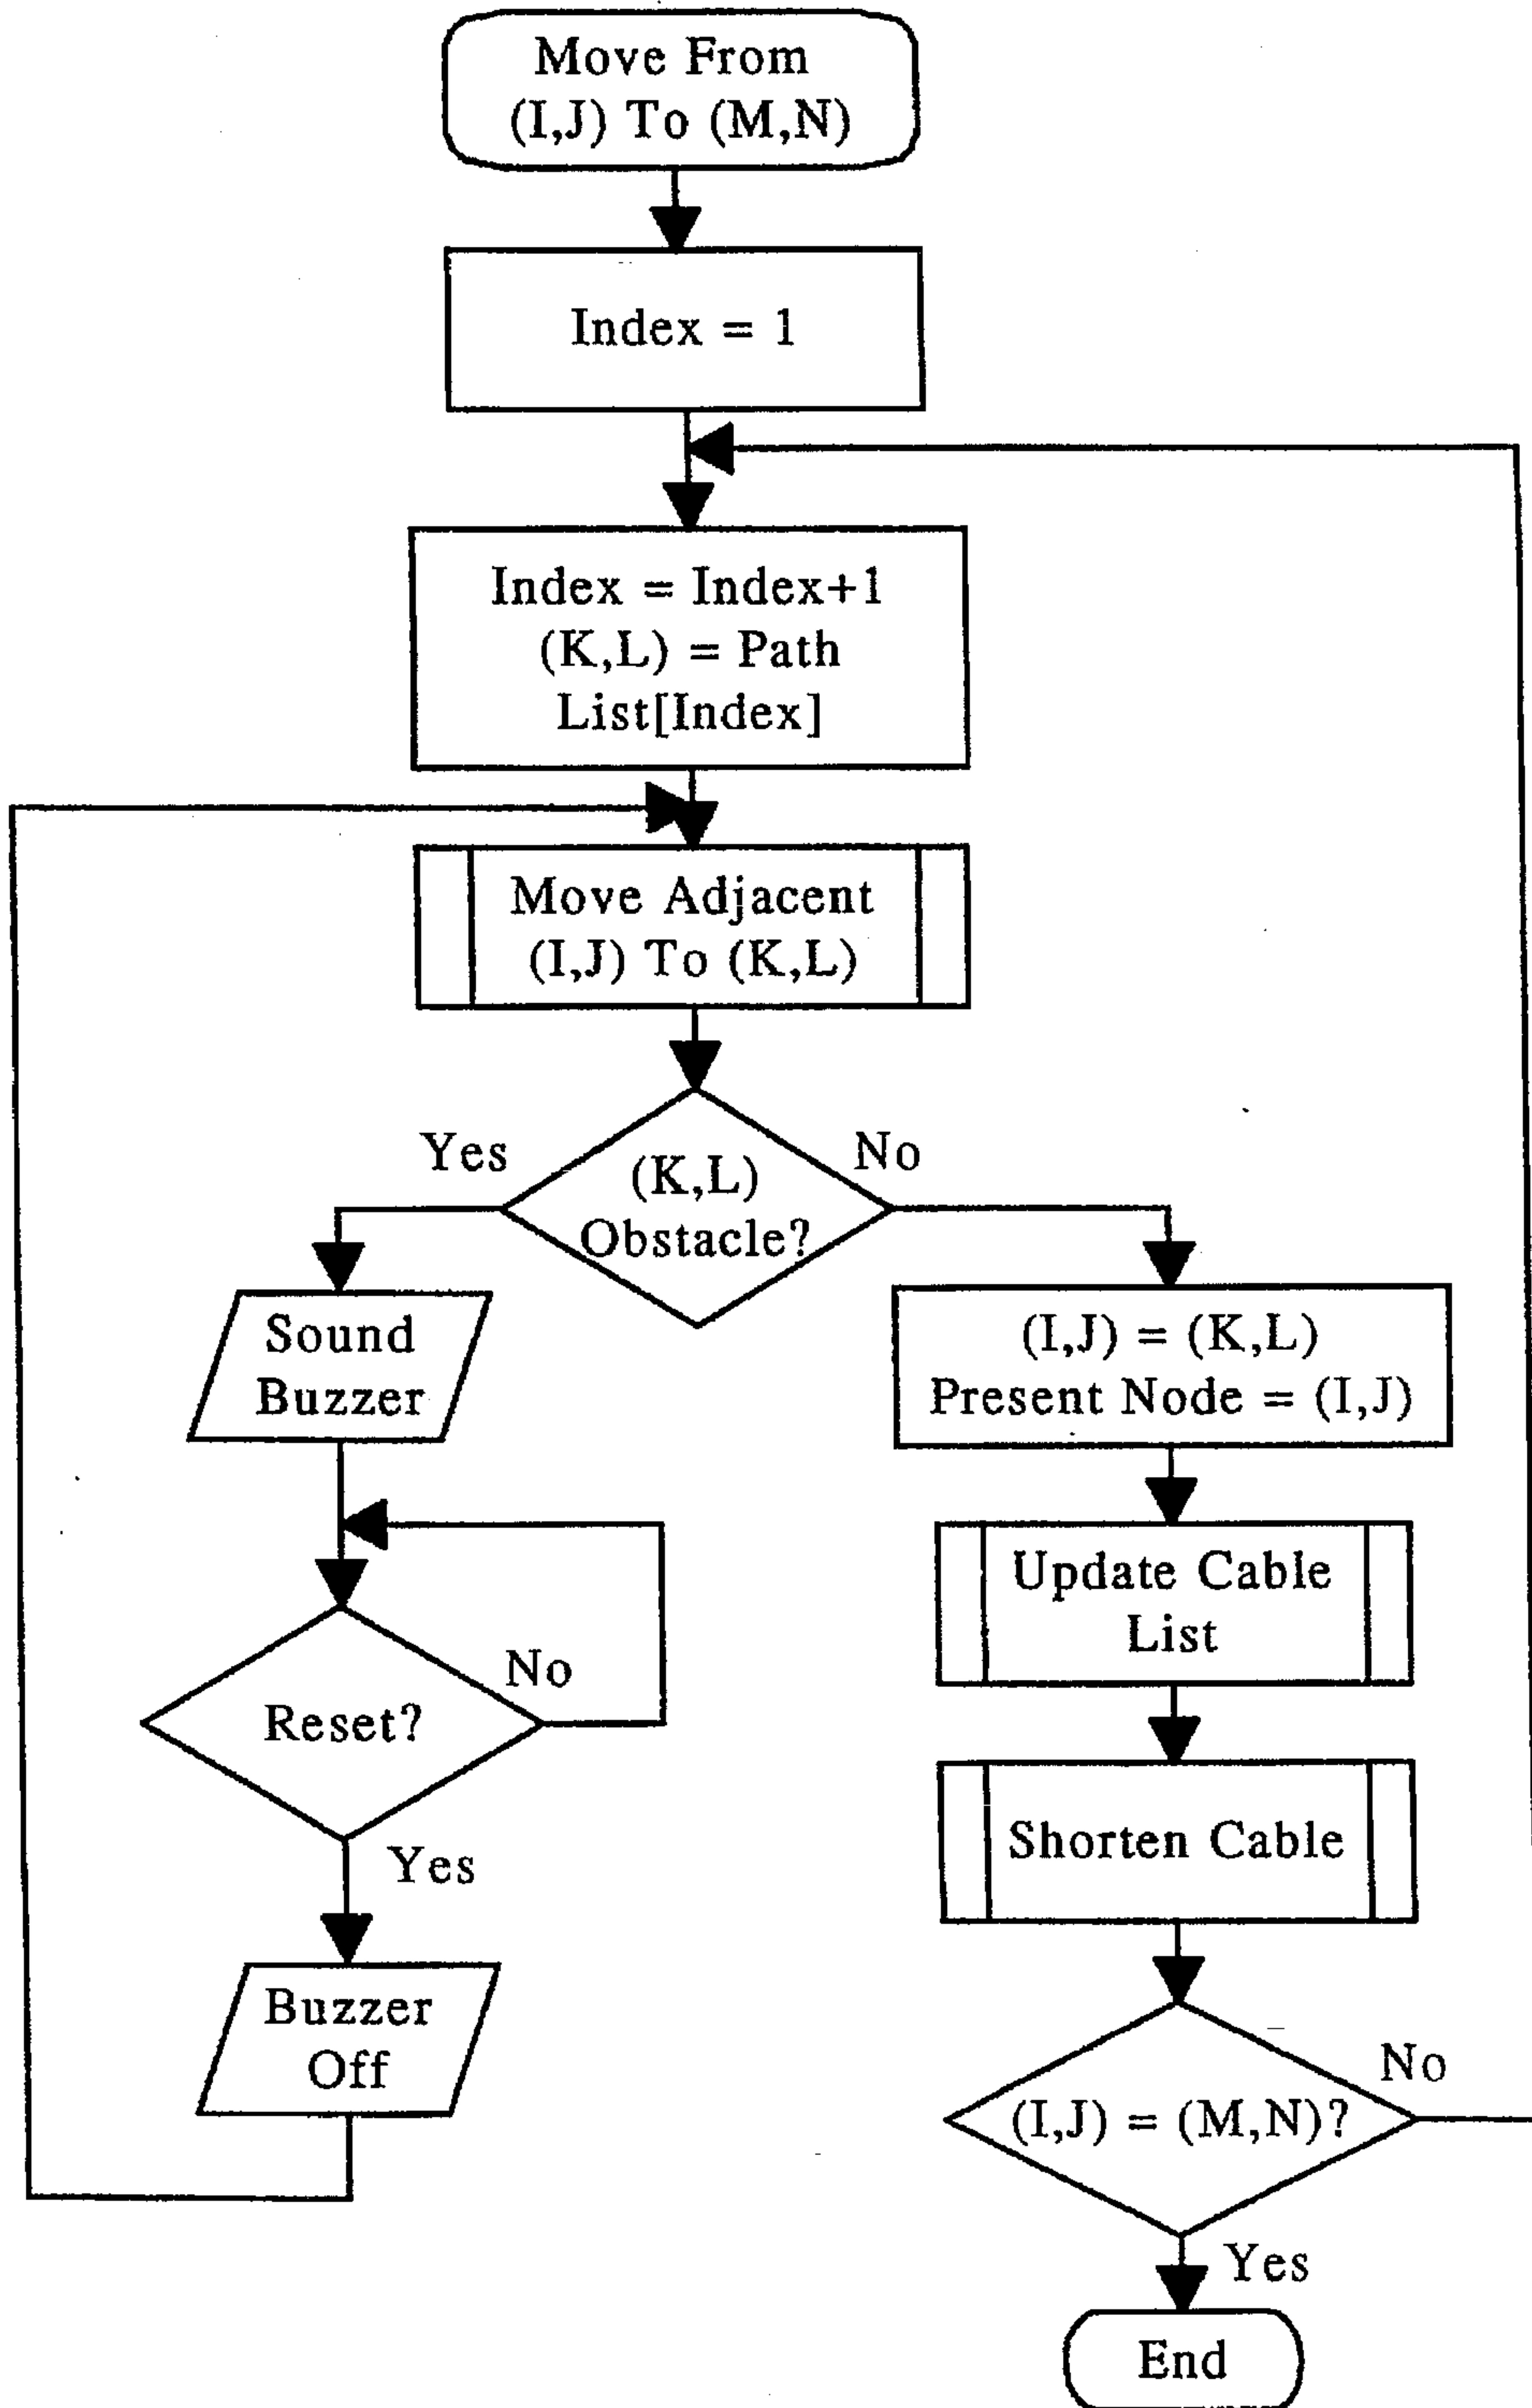 Move From
(I,J) To (M,N)
Index = 1
Index = Index+1
(K,L) = Path
List[Index]
Move Adjacent
(I,J) To (K,L)
Yes
No
(K,L)
Obstacle?
Sound
Buzzer
(I,J) = (K,L)
Present Node = (I,J)
Update Cable
List
No
Reset?
Shorten Cable
Yes
Buzzer
Off
No
(I,J) = (M,N)?
Yes
End